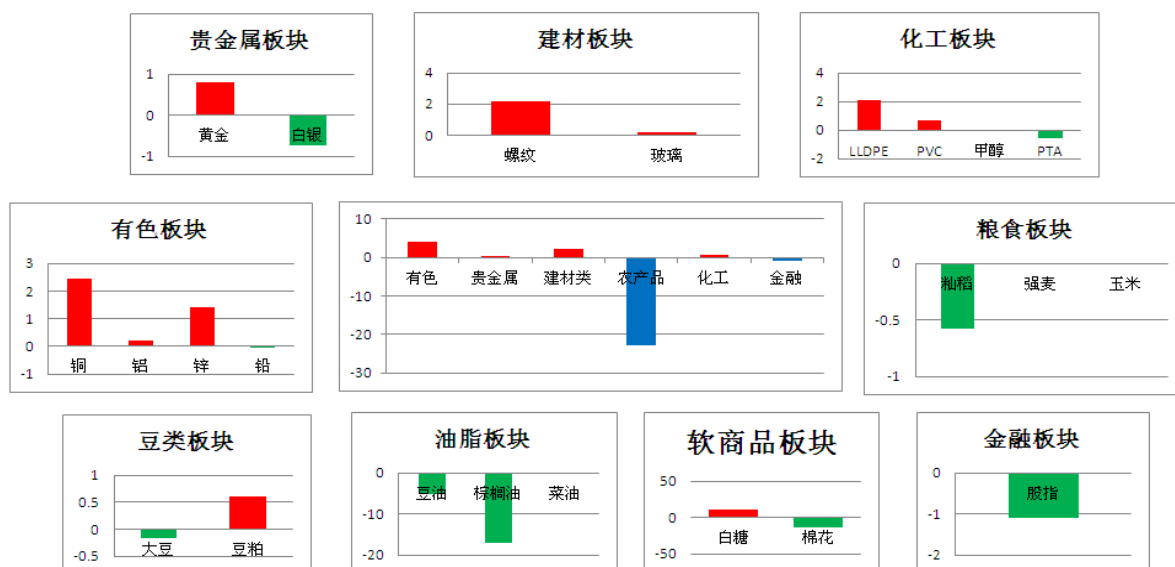 贵金属板块
1
0
-1
黄金
白银
建材板块
4
2
0
螺纹
玻璃
化工板块
4
2
0
-2
LLDPE
PVC
甲醇
PTA
有色板块
3
2
1
0
-1
铜
铝
锌
铅
10
0
-10
-20
-30
有色
贵金属
建材类
农产品
化工
金融
粮食板块
0
-0.5
-1
籼稻
强麦
玉米
豆类板块
1
0.5
0
-0.5
大豆
豆粕
油脂板块
0
-10
-20
豆油
棕榈油
菜油
软商品板块
50
0
-50
白糖
棉花
金融板块
0
-1
-2
股指